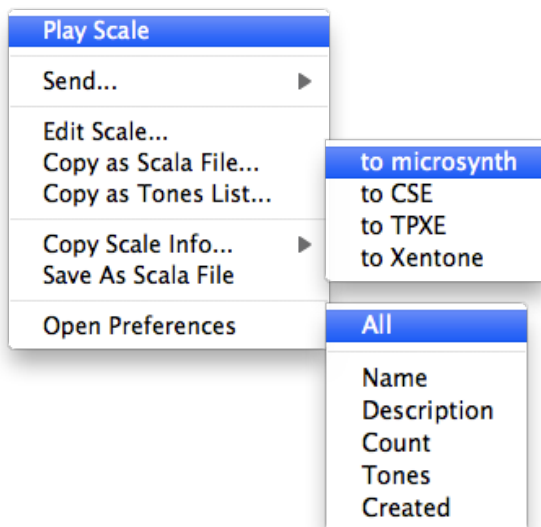 Play Scale
Send...
Edit Scale...
Copy as Scala File...
Copy as Tones List...
Copy Scale Info...
Save As Scala File
Open Preferences
to microsynth
to CSE
to TPXE
to Xentone
All
Name
Description
Count
Tones
Created